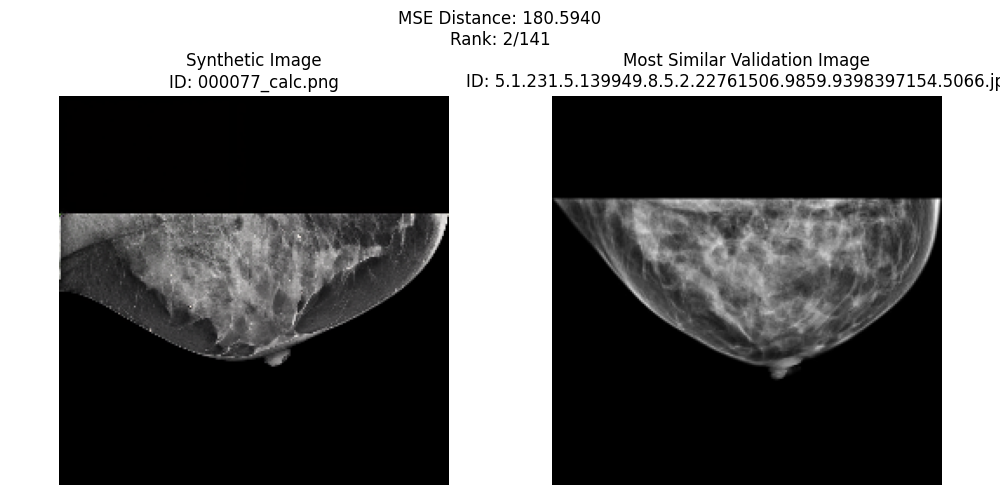 MSE Distance: 180.5940
Rank: 2/141
Synthetic Image
ID: 000077_calc.png
Most Similar Validation Image
ID: 5.1.231.5.139949.8.5.2.22761506.9859.9398397154.5066.jp